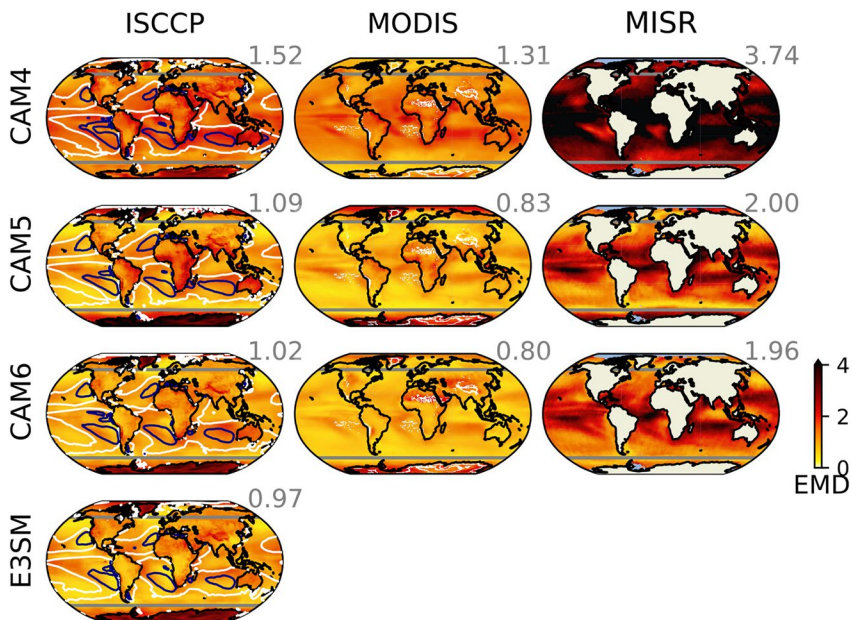 ISCCP MODIS MISR
CAM4 1.52 1.31 3.74
CAM5 1.09 0.83 2.00
CAM6 1.02 0.80 1.96
4
2
0
EMD
E3SM 0.97